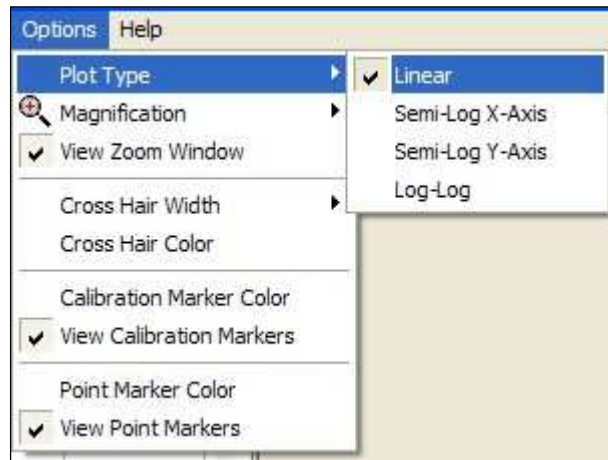 Options Help
Plot Type
Linear
Magnification
Semi-Log X-Axis
View Zoom Window
Semi-Log Y-Axis
Log-Log
Cross Hair Width
Cross Hair Color
Calibration Marker Color
View Calibration Markers
Point Marker Color
View Point Markers